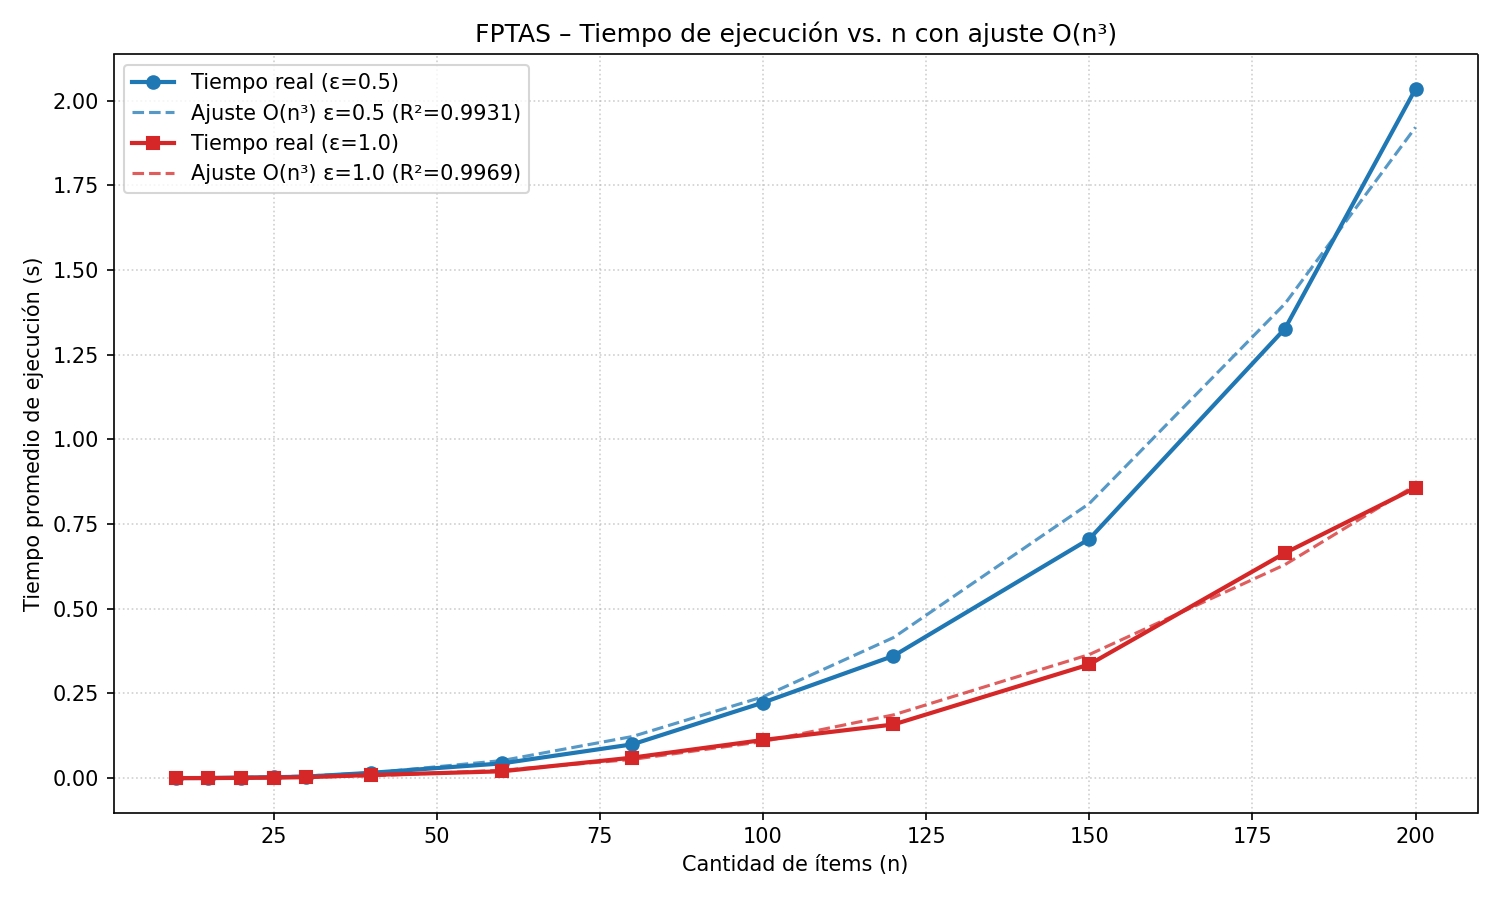 FPTAS – Tiempo de ejecución vs. n con ajuste O(n³)
Tiempo real (ε=0.5)
Ajuste O(n³) ε=0.5 (R²=0.9931)
Tiempo real (ε=1.0)
Ajuste O(n³) ε=1.0 (R²=0.9969)
Tiempo promedio de ejecución (s)
2.00
1.75
1.50
1.25
1.00
0.75
0.50
0.25
0.00
25 50 75 100 125 150 175 200
Cantidad de ítems (n)